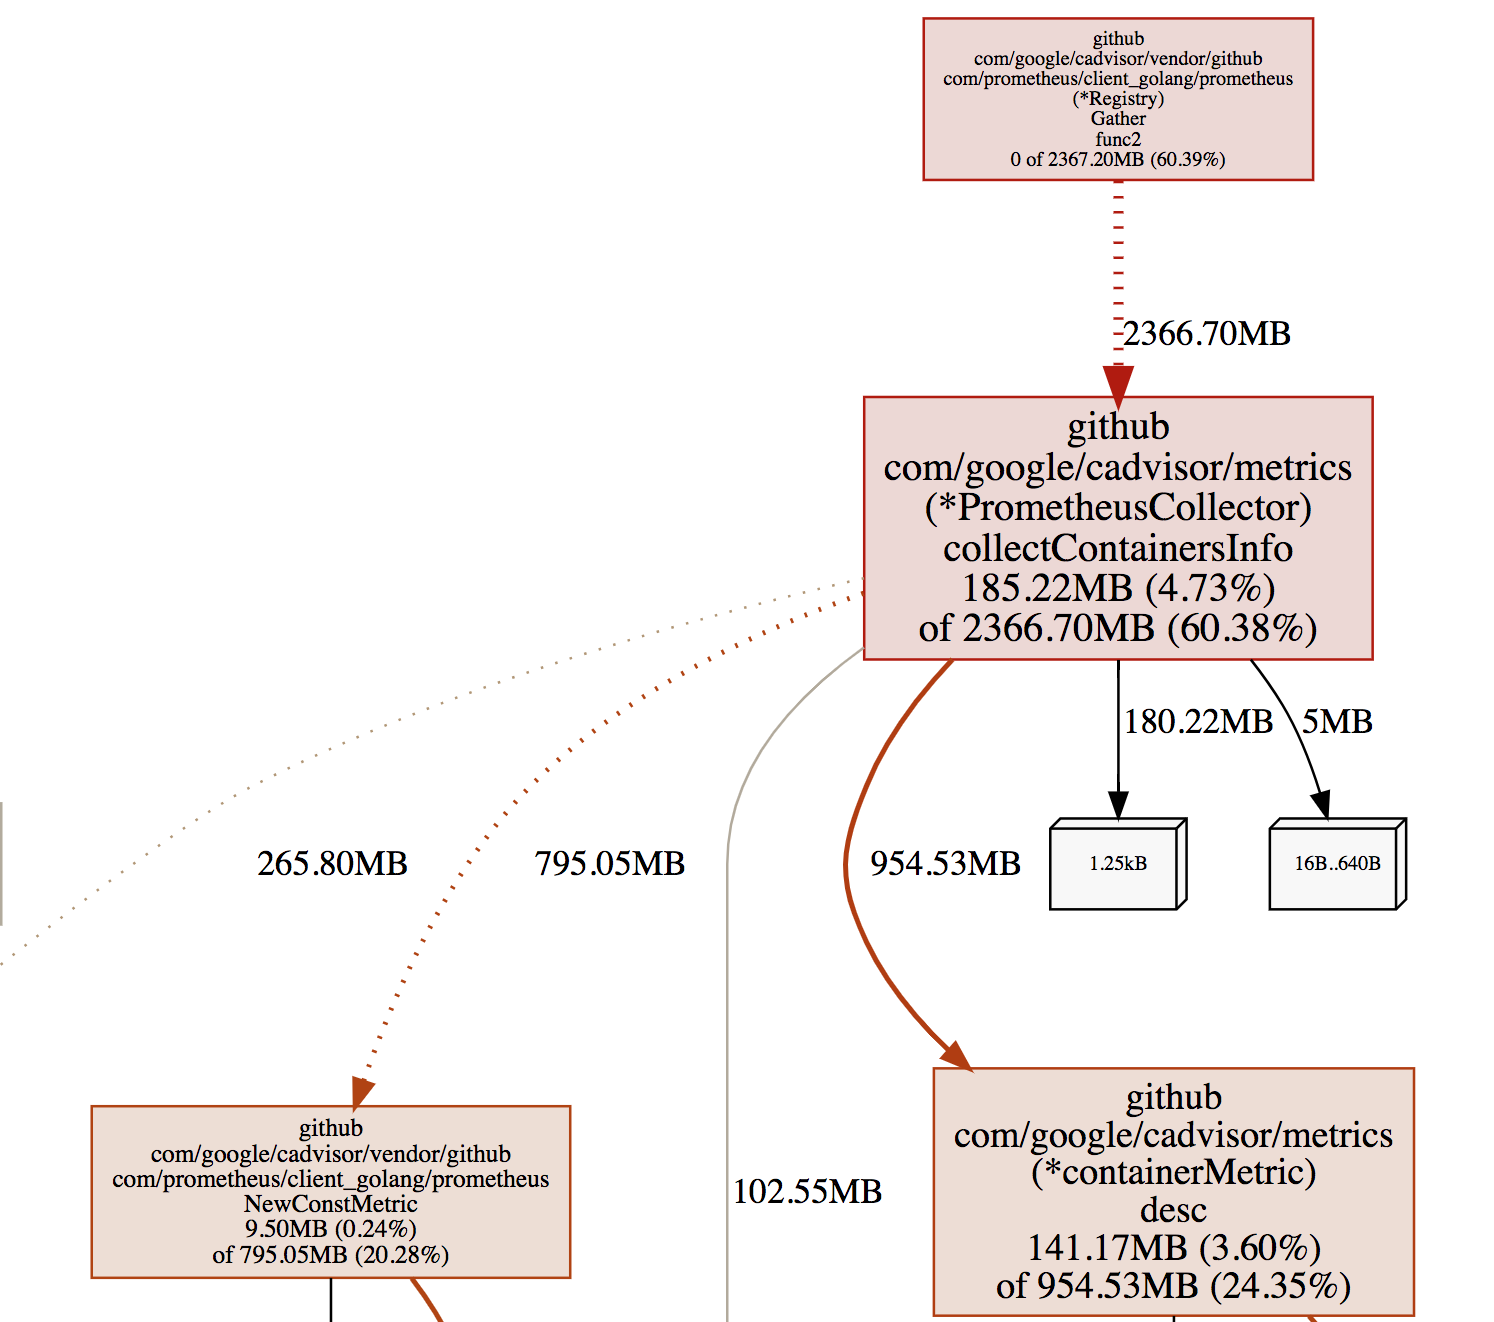 github
com/google/cadvisor/vendor/github
com/prometheus/client_golang/prometheus
(*Registry)
Gather
func2
0 of 2367.20MB (60.39%)
2366.70MB
github
com/google/cadvisor/metrics
(*PrometheusCollector)
collectContainersInfo
185.22MB (4.73%)
of 2366.70MB (60.38%)
180.22MB
5MB
265.80MB
795.05MB
954.53MB
1.25kB
16B..640B
github
com/google/cadvisor/vendor/github
com/prometheus/client_golang/prometheus
NewConstMetric
9.50MB (0.24%)
of 795.05MB (20.28%)
102.55MB
github
com/google/cadvisor/metrics
(*containerMetric)
desc
141.17MB (3.60%)
of 954.53MB (24.35%)